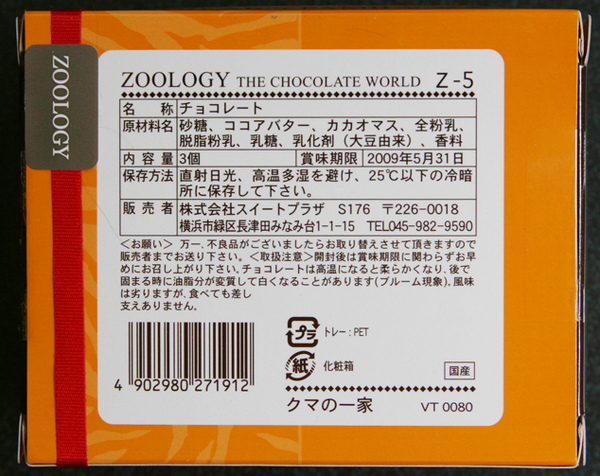 ZOOLOGY
ZOOLOGY THE CHOCOLATE WORLD Z-5
名称 チョコレート
原材料名 砂糖、ココアバター、カカオマス、全粉乳、
脱脂粉乳、乳糖、乳化剤（大豆由来）、香料
内容量 3個 賞味期限 2009年5月31日
保存方法 直射日光、高温多湿を避け、25℃以下の冷暗
所に保存して下さい。
販売者 株式会社スイートプラザ S176 〒226-0018
横浜市緑区長津田みなみ台1-1-15 TEL045-982-9590
＜お願い＞ 万一、不良品がございましたらお取り替えさせて頂きますので
販売者までお送り下さい。＜取扱注意＞開封後は賞味期限に関わらずお早
めにお召し上がり下さい。チョコレートは高温になると柔らかくなり、後で
固まる時に油脂分が変質して白くなることがあります(ブルーム現象)。風味
は劣りますが、食べても差し
支えありません。
プラ トレー：PET
紙 化粧箱
4 902980 271912
国産
クマの一家 VT 0080